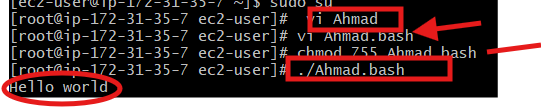 [ec2-user@ip-172-31-35-7 ~]$ sudo su
[root@ip-172-31-35-7 ec2-user]# vi Ahmad
[root@ip-172-31-35-7 ec2-user]# vi Ahmad.bash
[root@ip-172-31-35-7 ec2-user]# chmod 755 Ahmad.bash
[root@ip-172-31-35-7 ec2-user]# ./Ahmad.bash
Hello world